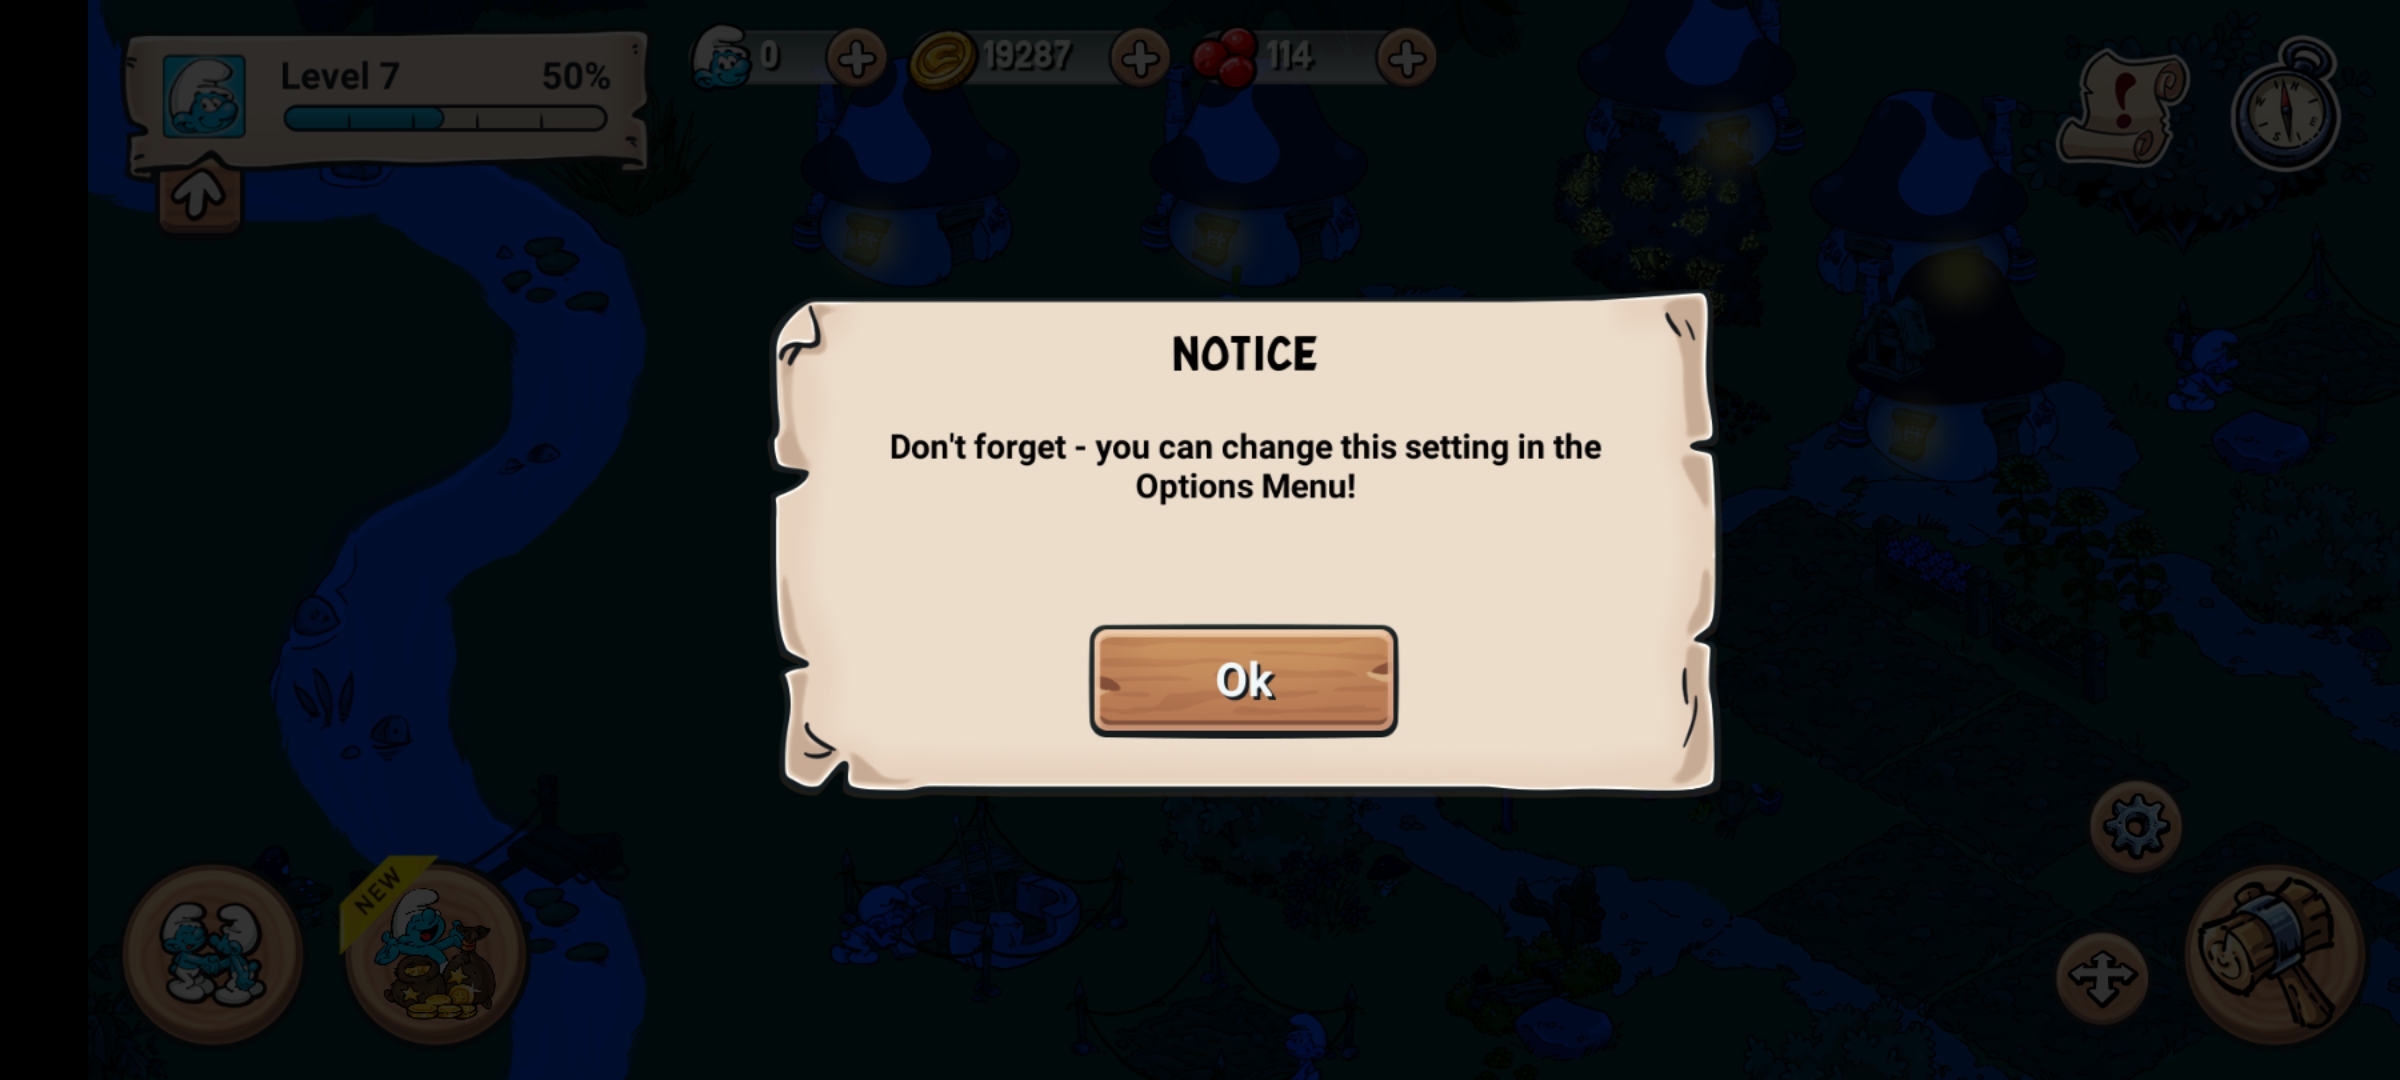 Level 7 50%
0 19287 114
NOTICE
Don't forget - you can change this setting in the
Options Menu!
Ok
NEW